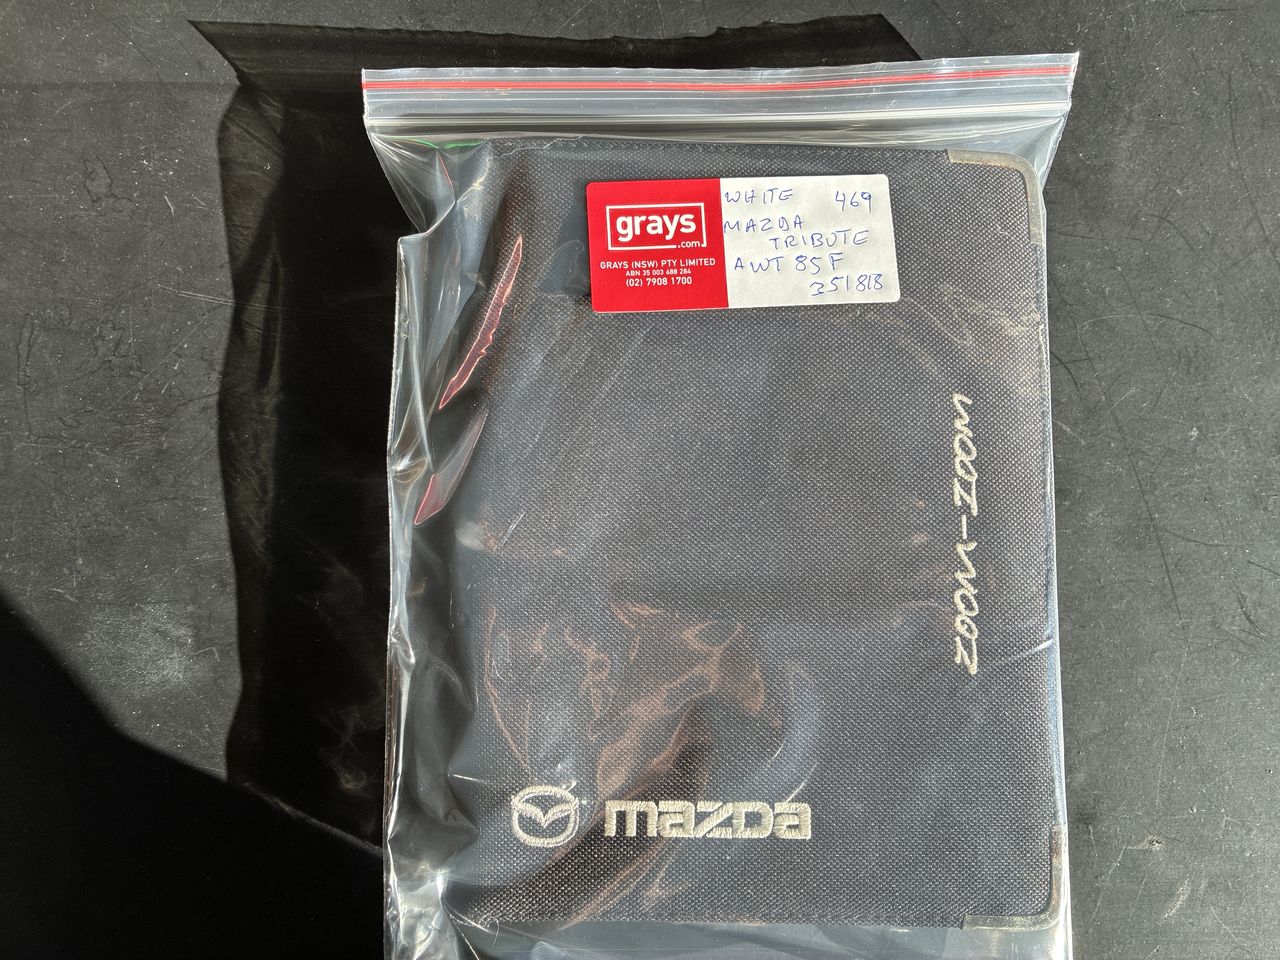 grays
.com
GRAYS (NSW) PTY LIMITED
ABN 35 003 688 284
(02) 7908 1700
WHITE 469
MAZDA
TRIBUTE
AWT 85F
351818
zoom-zoom
mazda